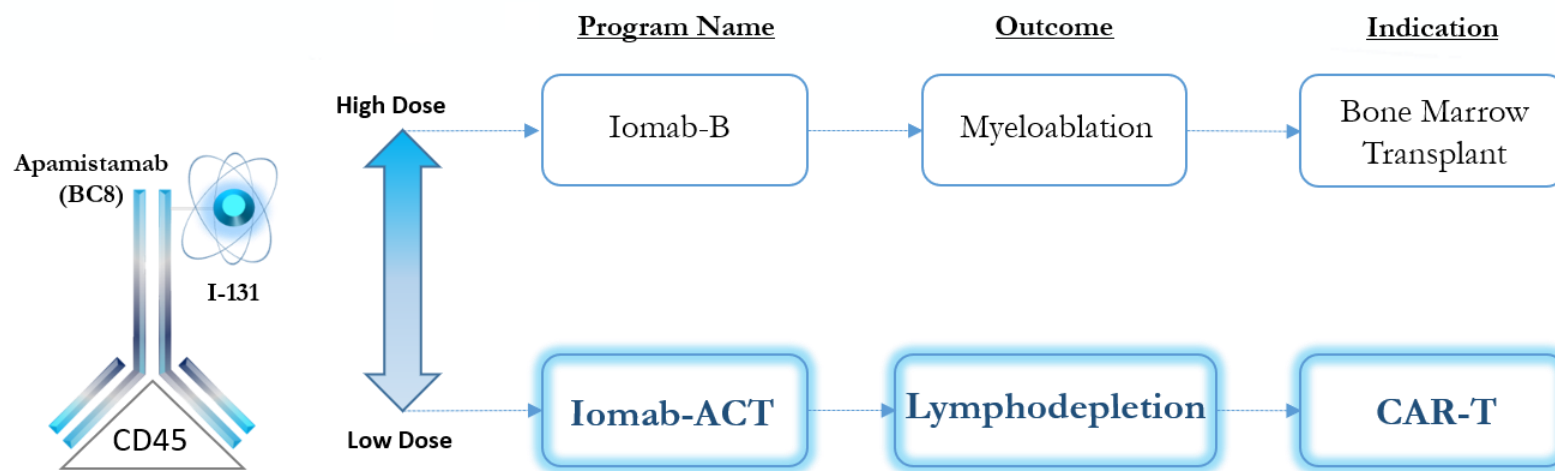 Program Name
Outcome
Indication
High Dose
Iomab-B
Myeloablation
Bone Marrow
Transplant
Apamistamab
(BC8)
I-131
CD45
Low Dose
Iomab-ACT
Lymphodepletion
CAR-T